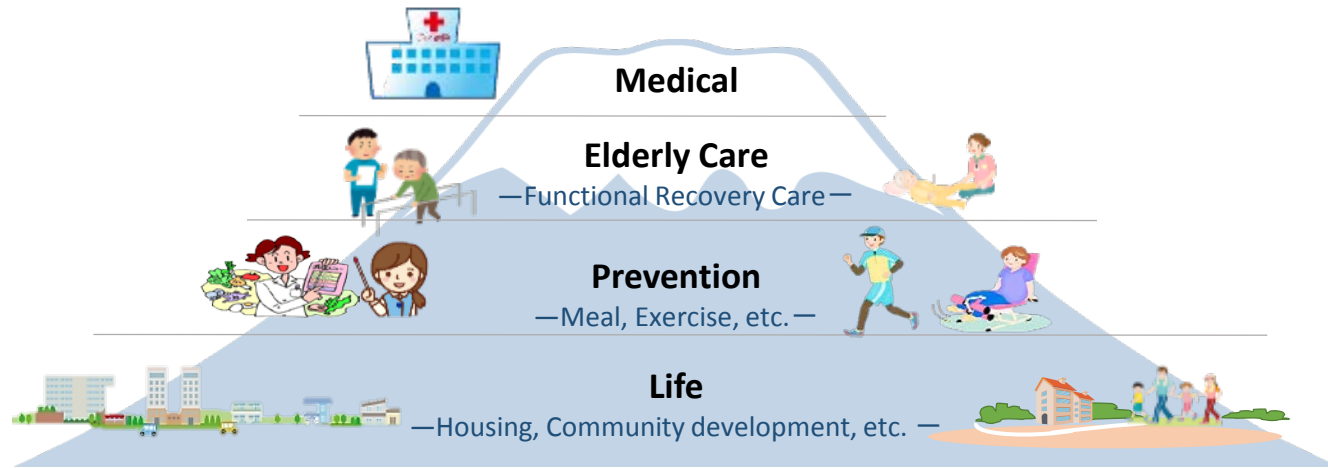 Medical
Elderly Care
—Functional Recovery Care—
Prevention
—Meal, Exercise, etc.—
Life
—Housing, Community development, etc. —